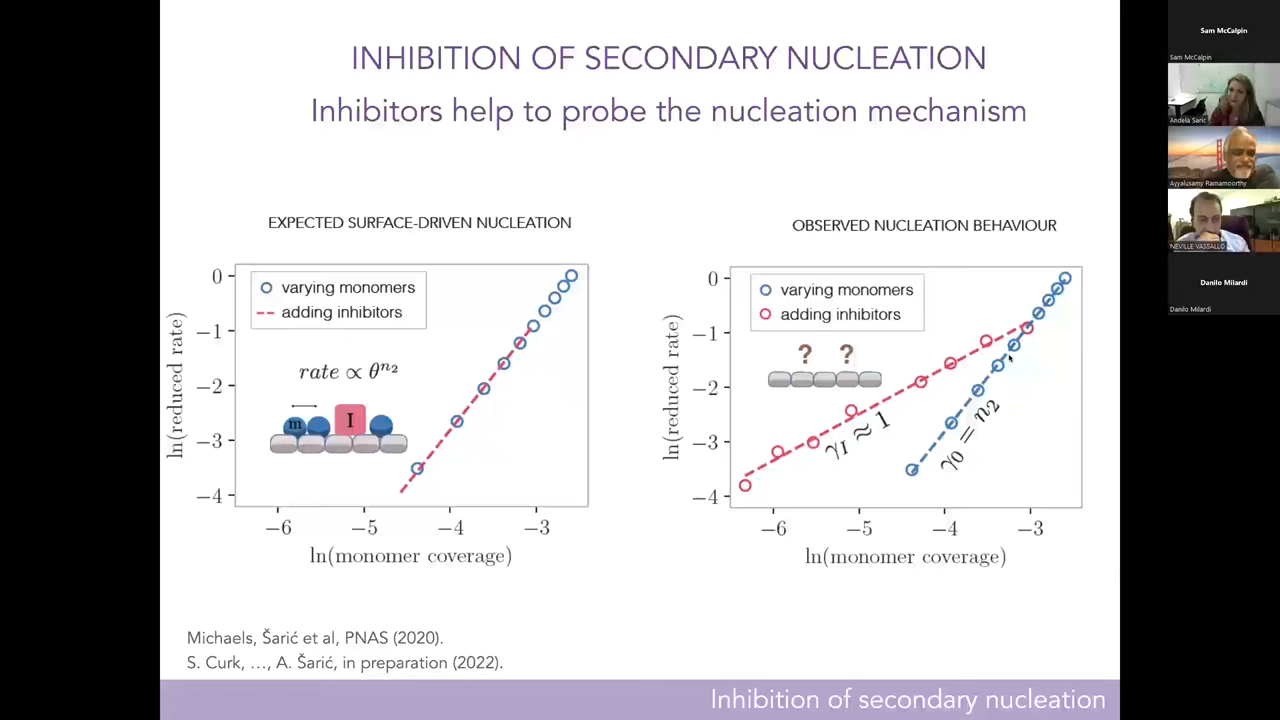 INHIBITION OF SECONDARY NUCLEATION
Inhibitors help to probe the nucleation mechanism
EXPECTED SURFACE-DRIVEN NUCLEATION
varying monomers
adding inhibitors
rate ∝ θ^{n_2}
m
I
ln(reduced rate)
0
−1
−2
−3
−4
−6
−5
−4
−3
ln(monomer coverage)
OBSERVED NUCLEATION BEHAVIOUR
varying monomers
adding inhibitors
? ?
γ_I ≈ 1
γ_0 = n_2
ln(reduced rate)
0
−1
−2
−3
−4
−6
−5
−4
−3
ln(monomer coverage)
Michaels, Šarić et al, PNAS (2020).
S. Curk, ..., A. Šarić, in preparation (2022).
Inhibition of secondary nucleation
Sam McCalpin
Sam McCalpin
Andela Saric
Ayyalusamy Ramamoorthy
NEVILLE VASSALLO
Danilo Milardi
Danilo Milardi